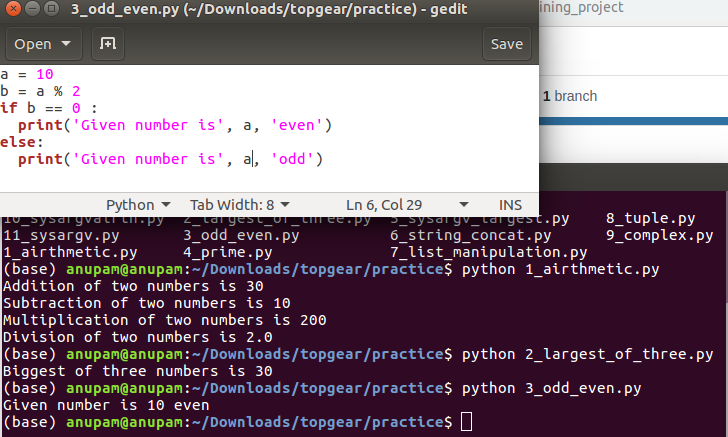 3_odd_even.py (~/Downloads/topgear/practice) - gedit
ining_project
Open
Save
1 branch
a = 10
b = a % 2
if b == 0 :
  print('Given number is', a, 'even')
else:
  print('Given number is', a, 'odd')
Python Tab Width: 8 Ln 6, Col 29 INS
10_sysargvairth.py 2_largest_of_three.py 5_sysargv_largest.py 8_tuple.py
11_sysargv.py 3_odd_even.py 6_string_concat.py 9_complex.py
1_airthmetic.py 4_prime.py 7_list_manipulation.py
(base) anupam@anupam:~/Downloads/topgear/practice$ python 1_airthmetic.py
Addition of two numbers is 30
Subtraction of two numbers is 10
Multiplication of two numbers is 200
Division of two numbers is 2.0
(base) anupam@anupam:~/Downloads/topgear/practice$ python 2_largest_of_three.py
Biggest of three numbers is 30
(base) anupam@anupam:~/Downloads/topgear/practice$ python 3_odd_even.py
Given number is 10 even
(base) anupam@anupam:~/Downloads/topgear/practice$